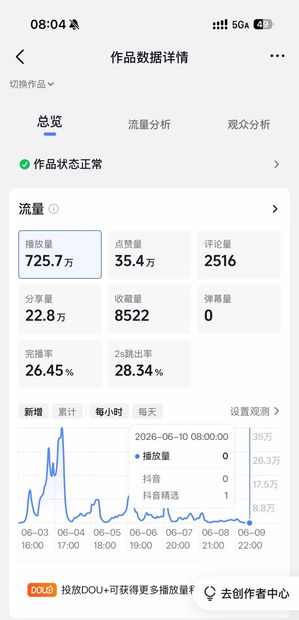 08:04 5GA 49
作品数据详情
切换作品
总览 流量分析 观众分析
作品状态正常
流量
播放量 点赞量 评论量
725.7万 35.4万 2516
分享量 收藏量 弹幕量
22.8万 8522 0
完播率 2s跳出率
26.45% 28.34%
新增 累计 每小时 每天 设置观测
2026-06-10 08:00:00
播放量 0
抖音 0
抖音精选 1
35万
26.3万
17.5万
8.8万
06-03 06-04 06-05 06-06 06-07 06-08 06-09
16:00 17:00 18:00 19:00 20:00 21:00 22:00
DOU+ 投放DOU+可获得更多播放量
去创作者中心